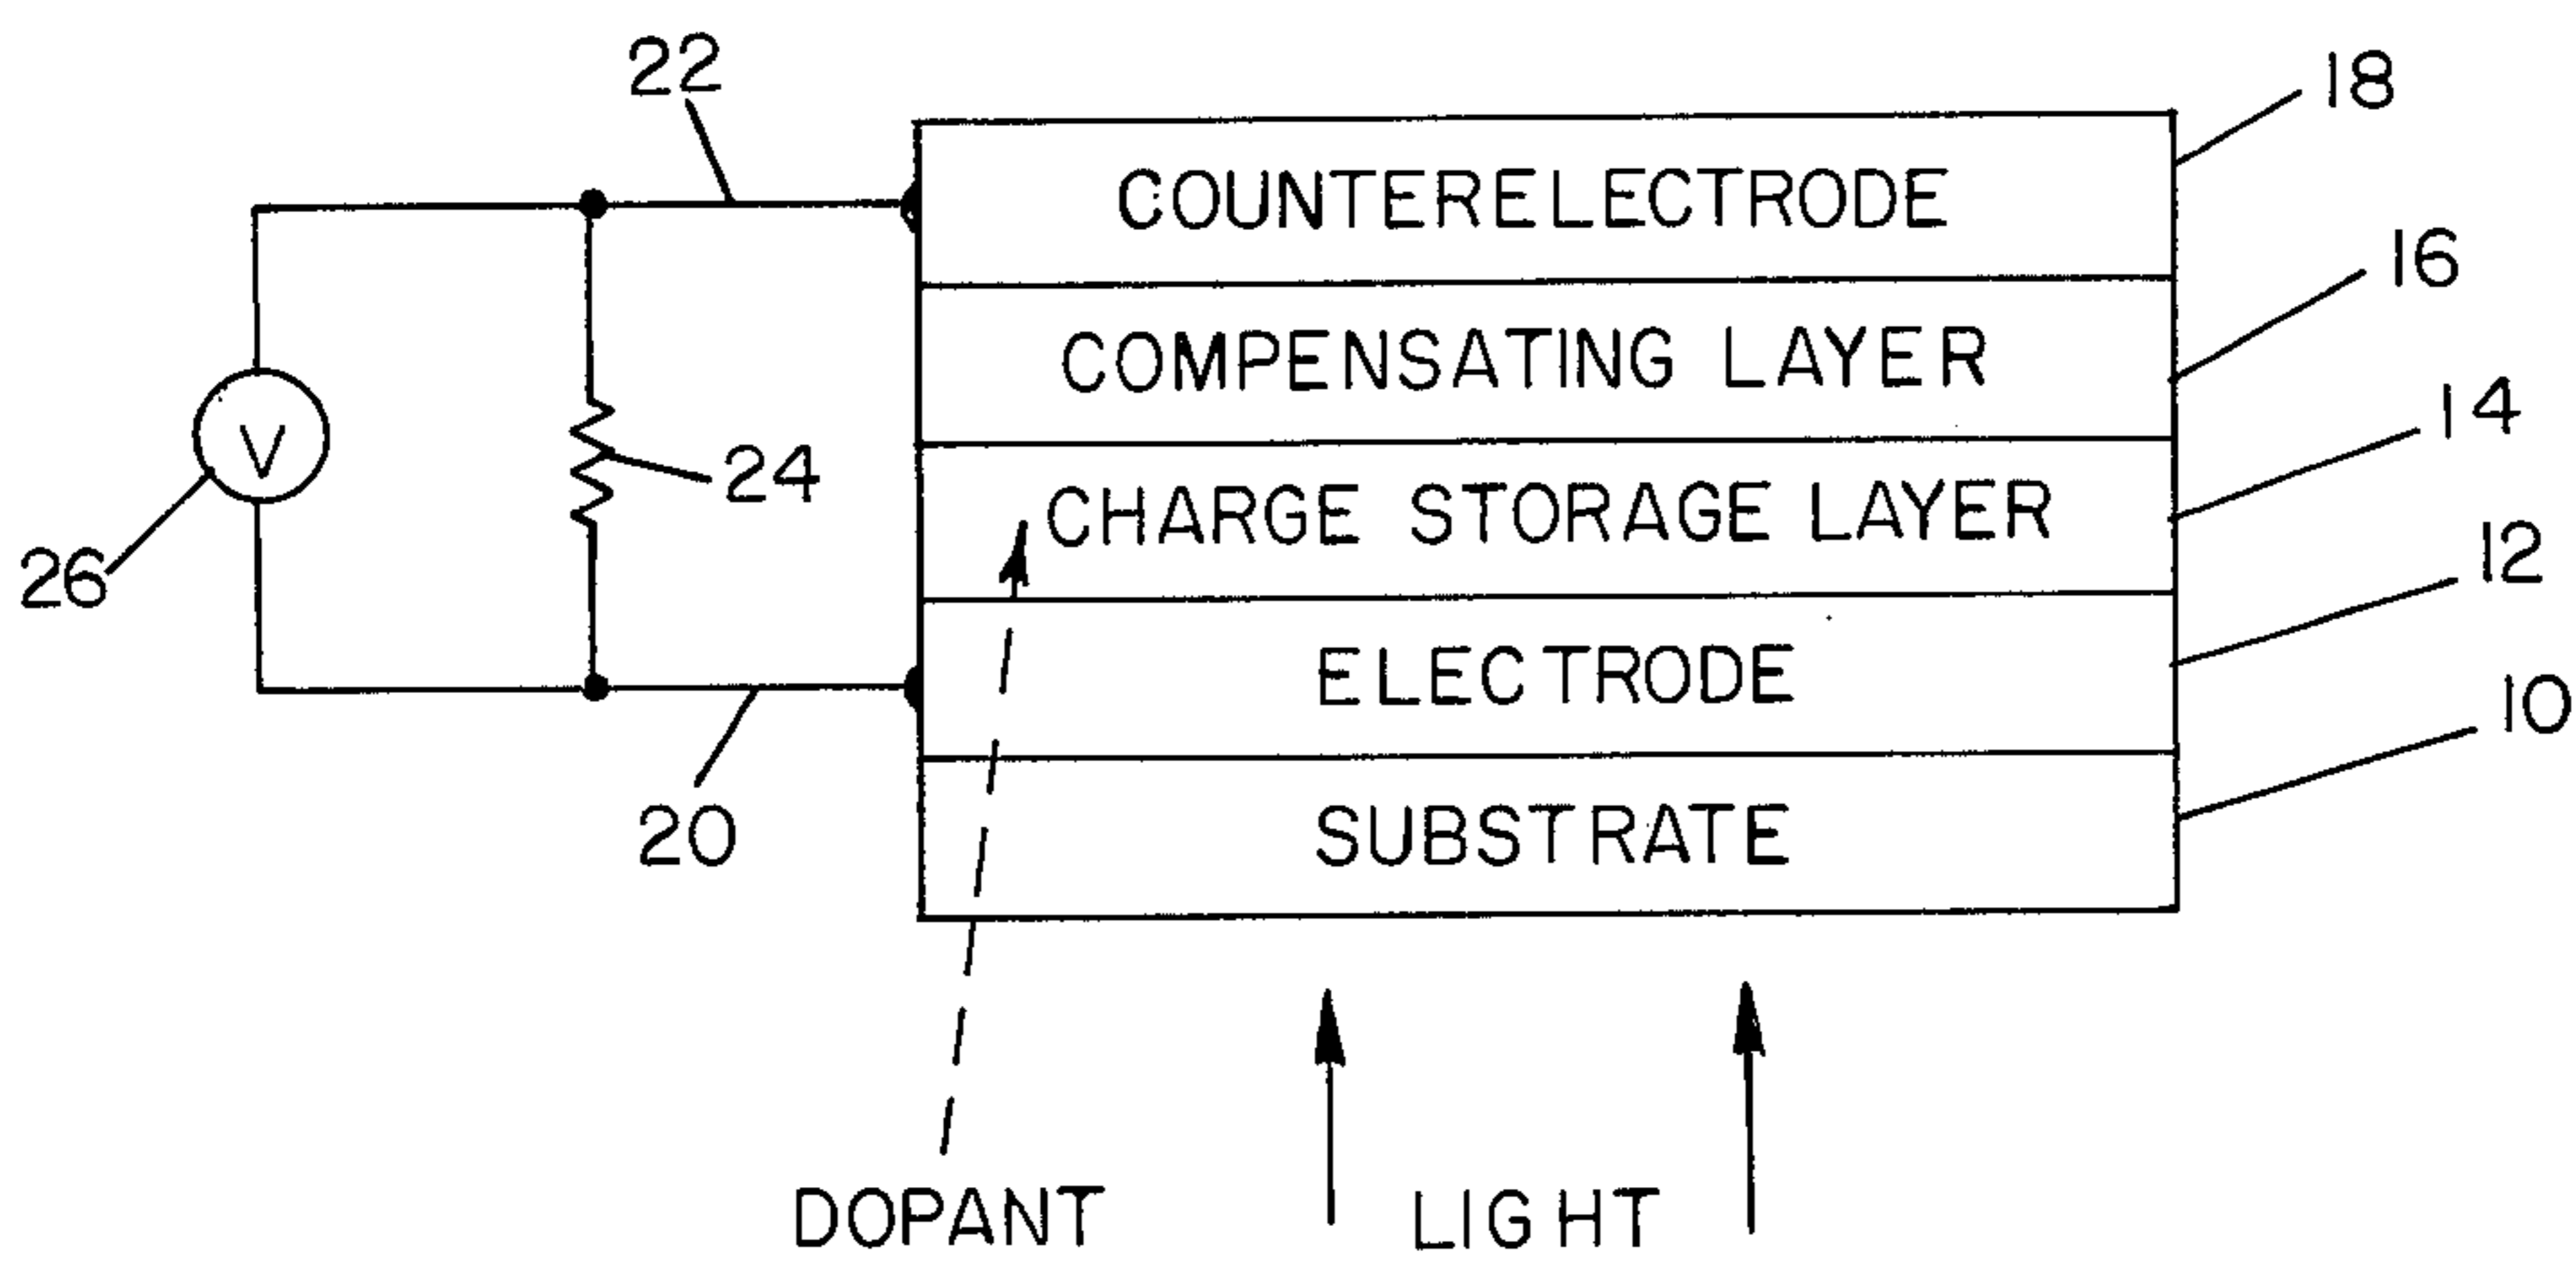 22
18
COUNTERELECTRODE
16
COMPENSATING LAYER
14
V
24
CHARGE STORAGE LAYER
12
26
ELECTRODE
10
20
SUBSTRATE
DOPANT
LIGHT